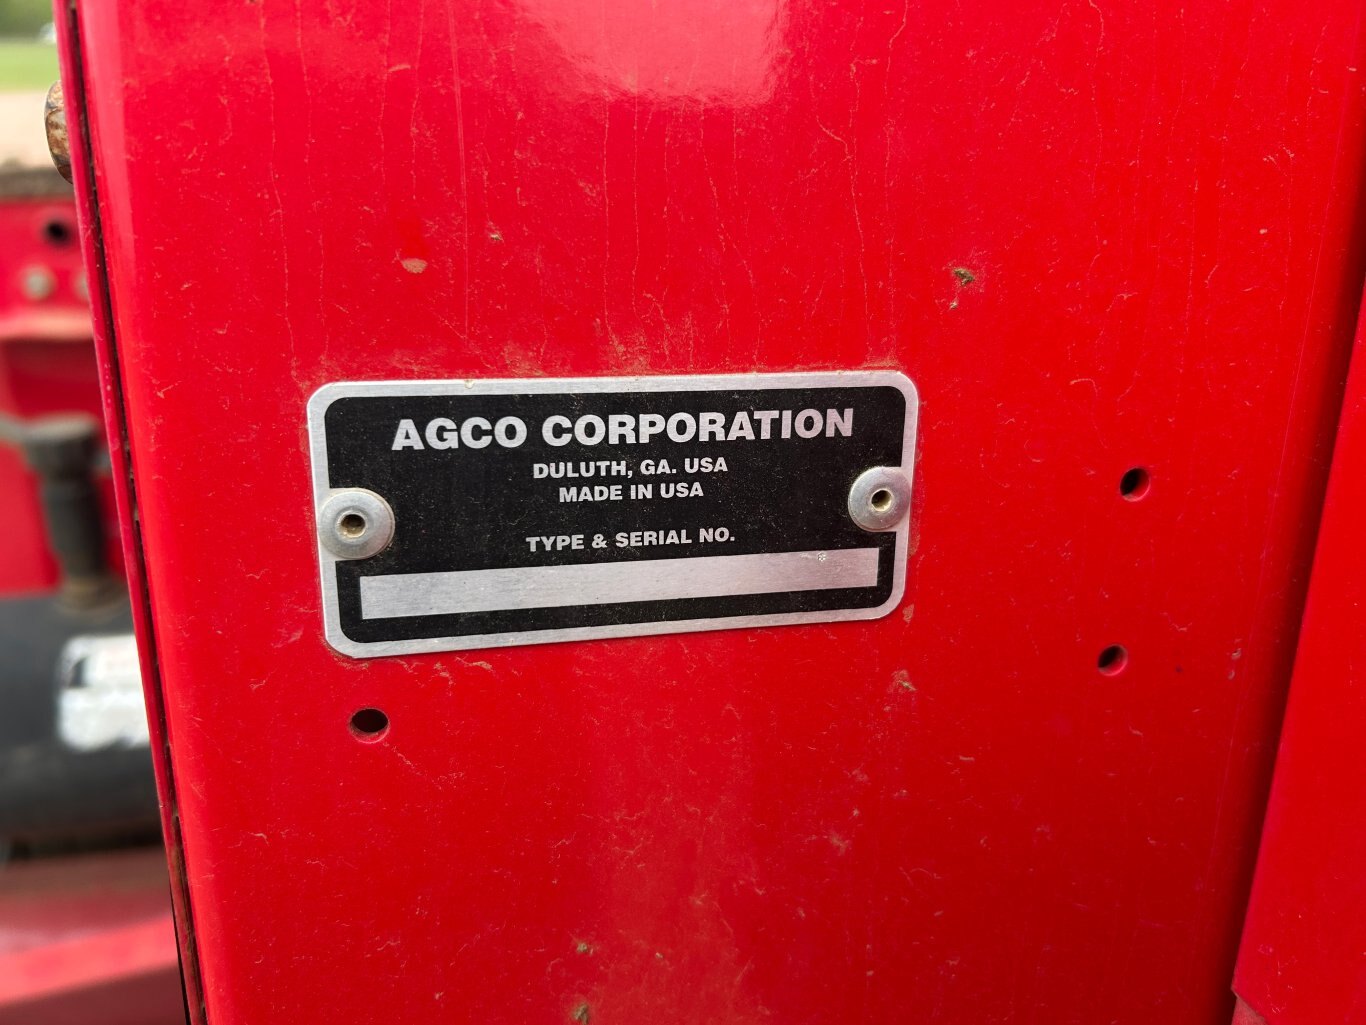 AGCO CORPORATION
DULUTH, GA. USA
MADE IN USA
TYPE & SERIAL NO.